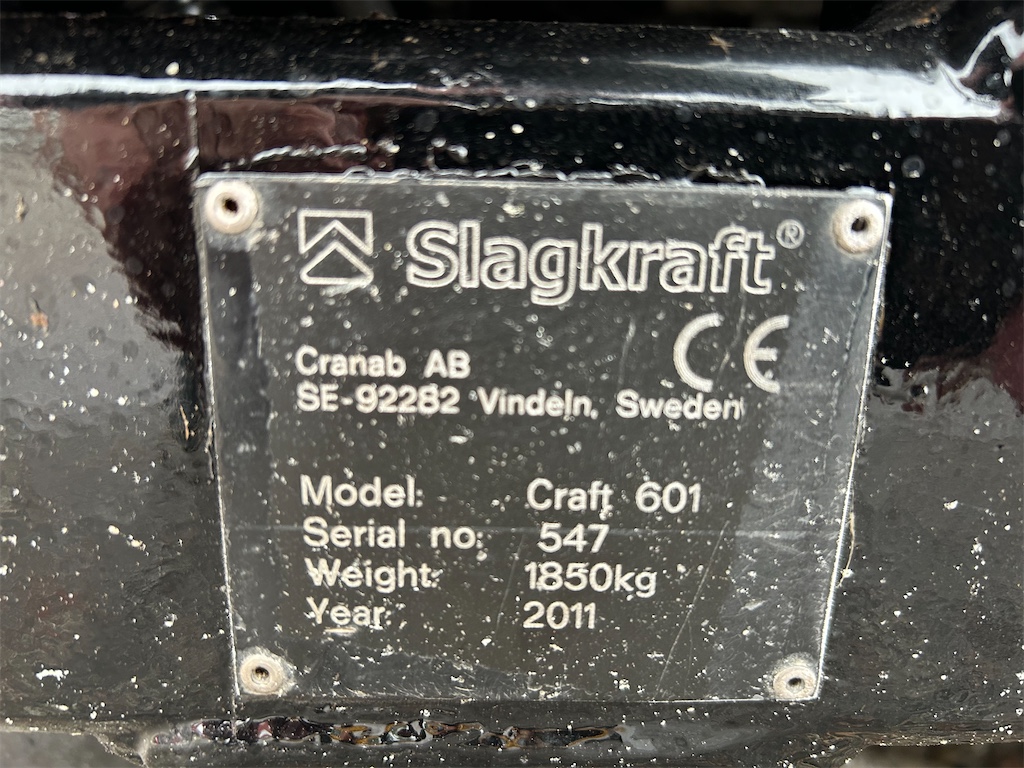 Slagkraft®
CE
Cranab AB
SE-92282 Vindeln, Sweden
Model: Craft 601
Serial no: 547
Weight: 1850kg
Year: 2011